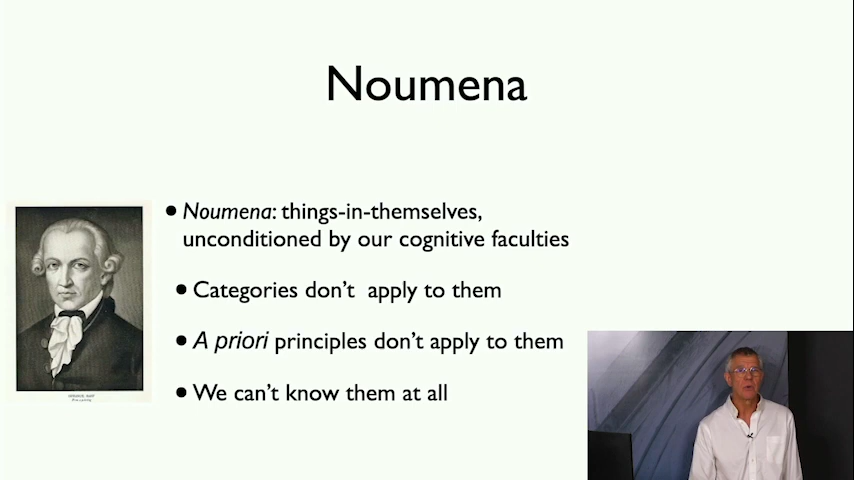 Noumena
• Noumena: things-in-themselves,
unconditioned by our cognitive faculties
• Categories don't apply to them
• A priori principles don't apply to them
• We can't know them at all